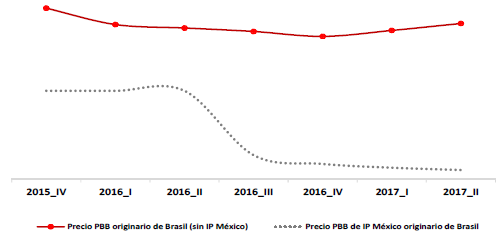 2015_IV 2016_I 2016_II 2016_III 2016_IV 2017_I 2017_II
Precio PBB originario de Brasil (sin IP México) Precio PBB de IP México originario de Brasil